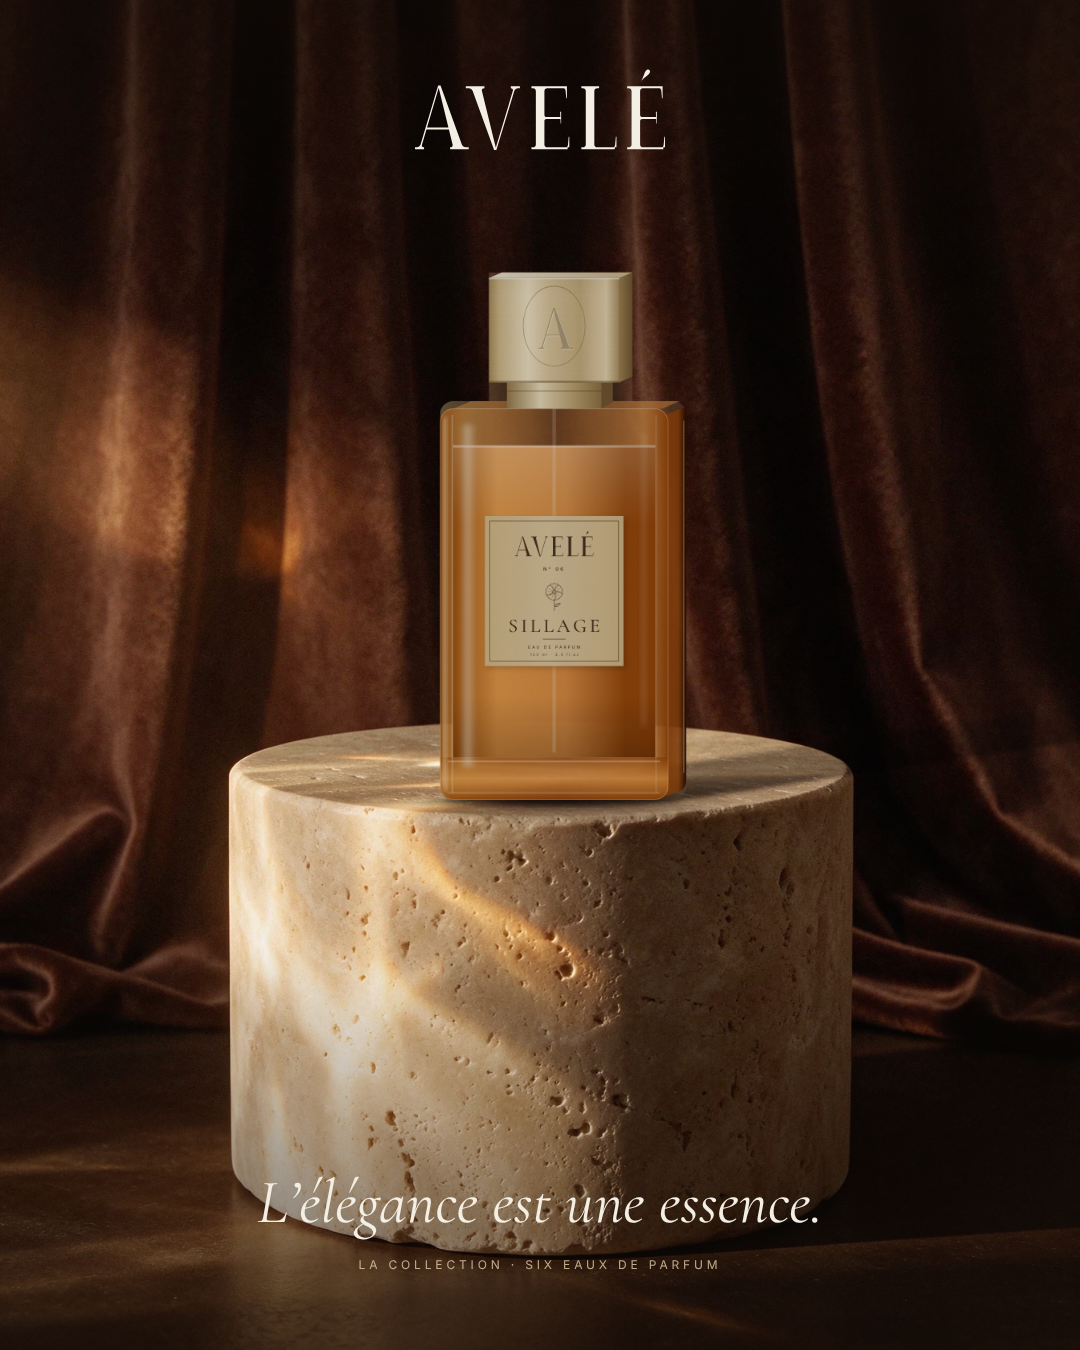 AVELÉ
A
AVELÉ
SILLAGE
EAU DE PARFUM
L’élégance est une essence.
LA COLLECTION · SIX EAUX DE PARFUM